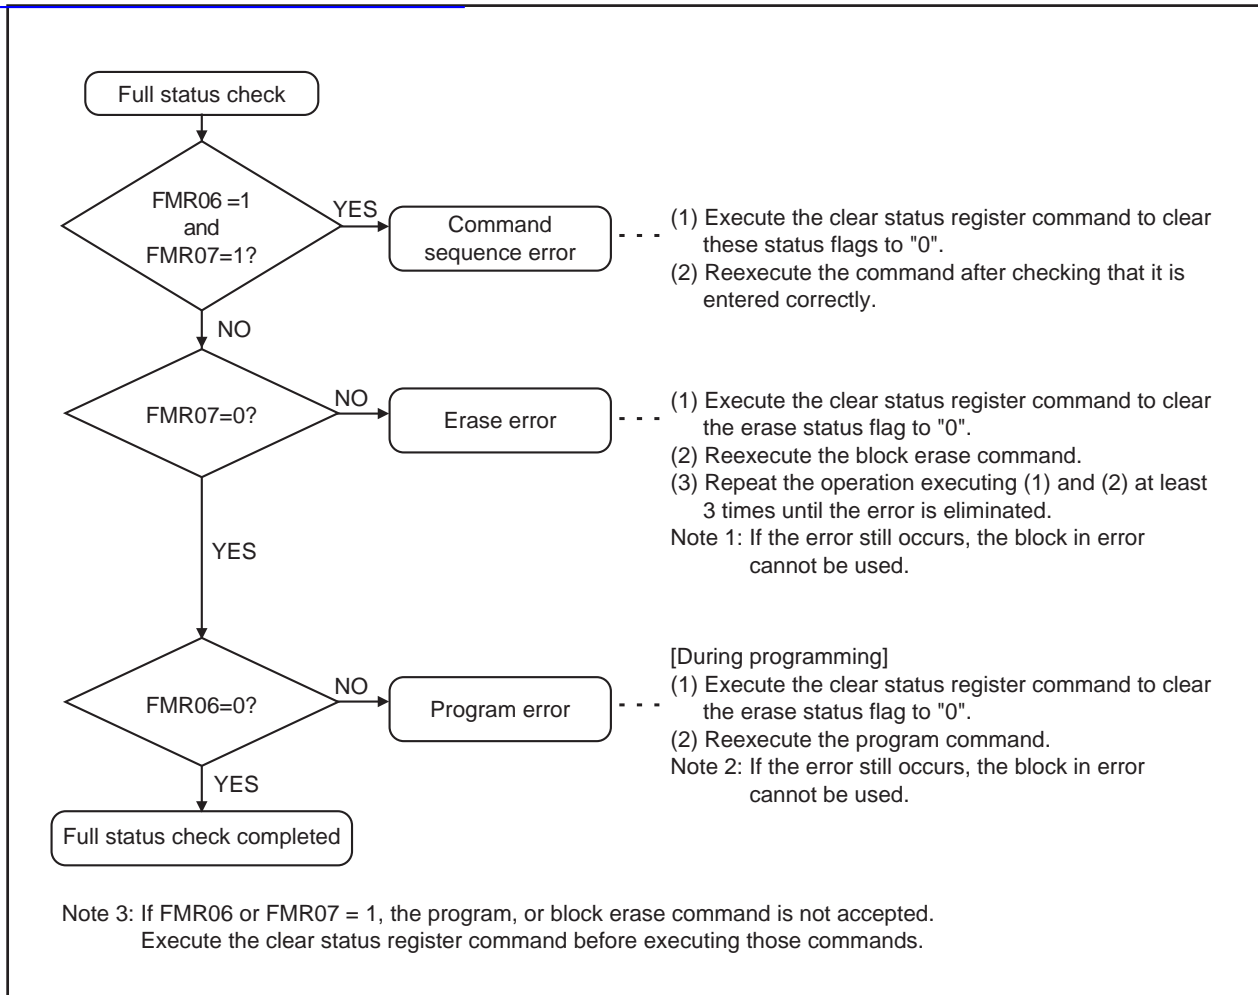 Full status check
FMR06 =1
and
FMR07=1?
YES
Command
sequence error
(1) Execute the clear status register command to clear
these status flags to "0".
(2) Reexecute the command after checking that it is
entered correctly.
NO
FMR07=0?
NO
Erase error
(1) Execute the clear status register command to clear
the erase status flag to "0".
(2) Reexecute the block erase command.
(3) Repeat the operation executing (1) and (2) at least
3 times until the error is eliminated.
Note 1: If the error still occurs, the block in error
cannot be used.
YES
FMR06=0?
NO
Program error
[During programming]
(1) Execute the clear status register command to clear
the erase status flag to "0".
(2) Reexecute the program command.
Note 2: If the error still occurs, the block in error
cannot be used.
YES
Full status check completed
Note 3: If FMR06 or FMR07 = 1, the program, or block erase command is not accepted.
Execute the clear status register command before executing those commands.